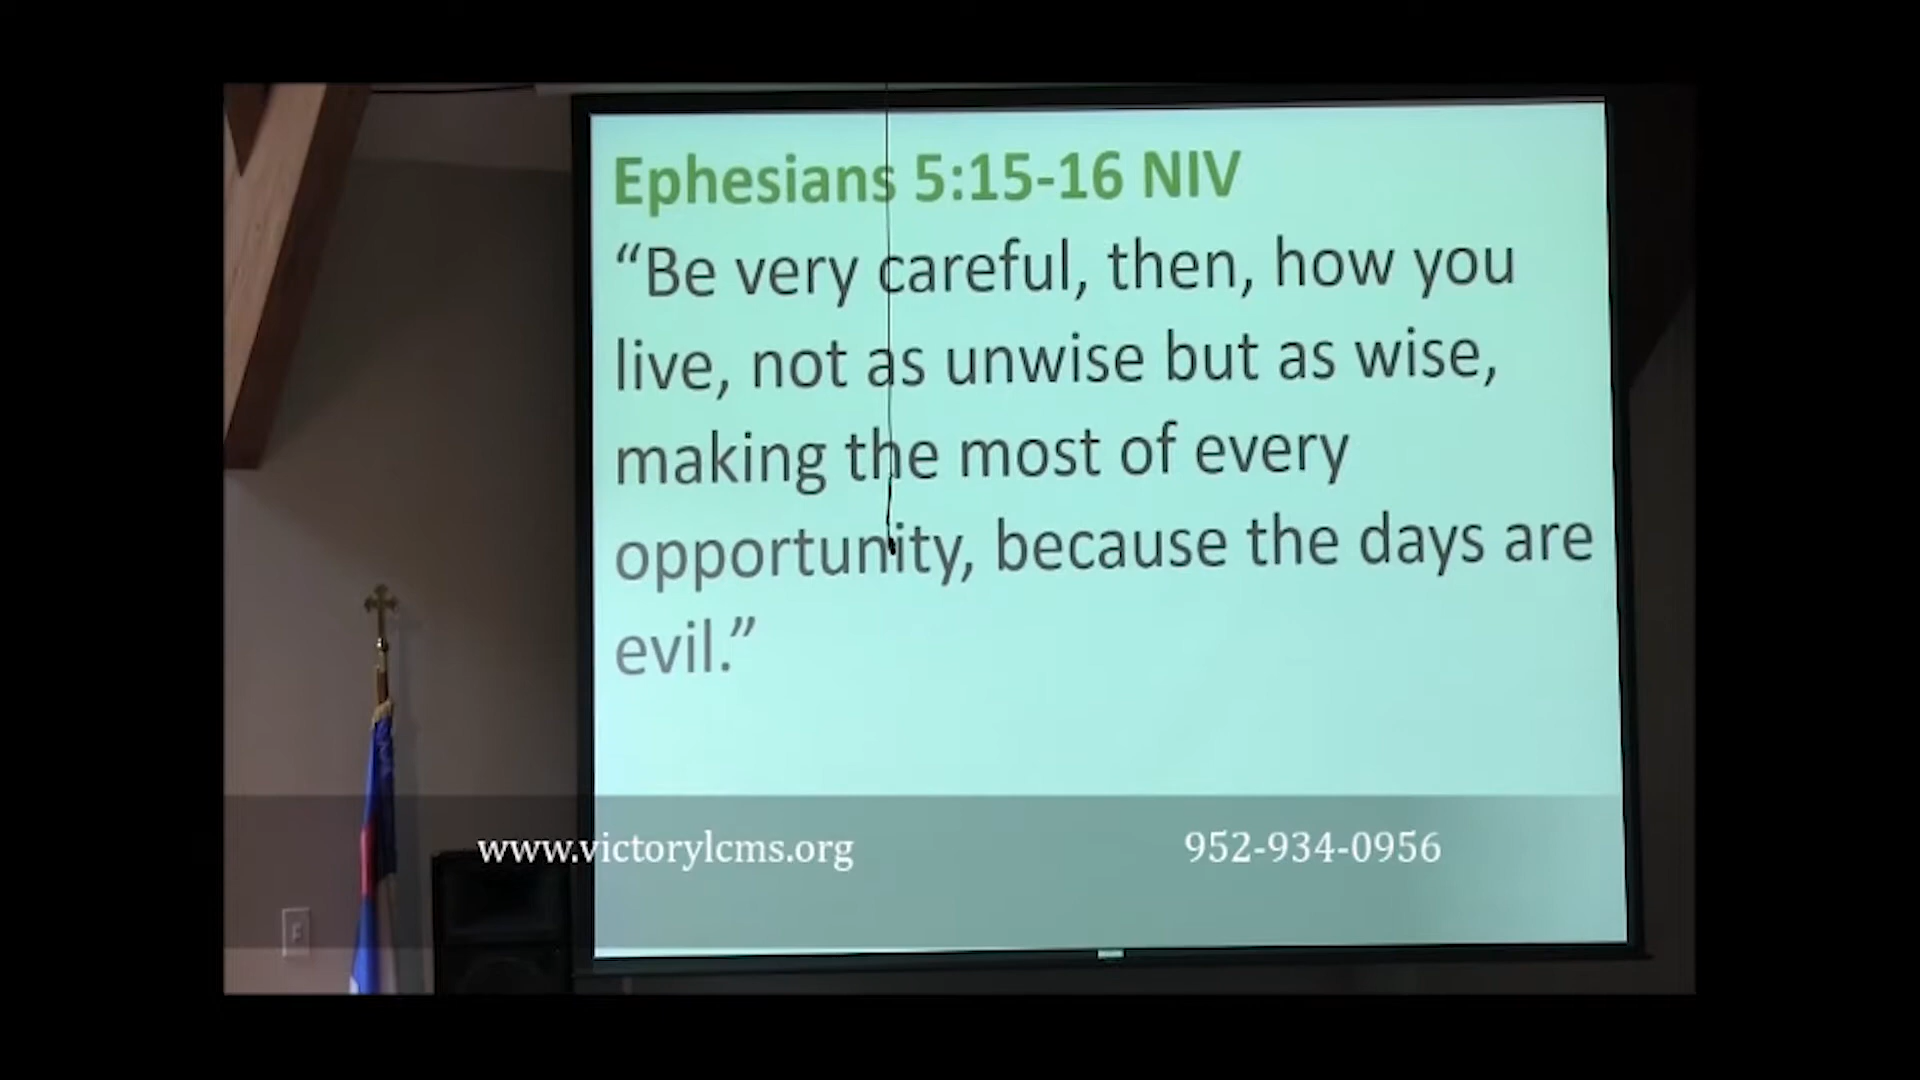 Ephesians 5:15-16 NIV
“Be very careful, then, how you
live, not as unwise but as wise,
making the most of every
opportunity, because the days are
evil.”
www.victorylcms.org 952-934-0956